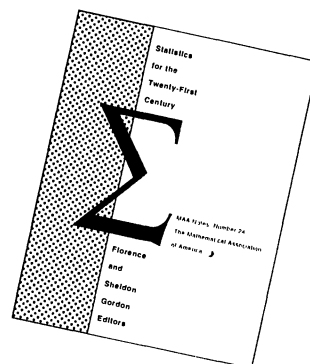 Statistics
for the
Twenty-First
Century
Σ
MAA Notes Number 24
The Mathematical Association
of America
Florence
and
Sheldon
Gordon
Editors